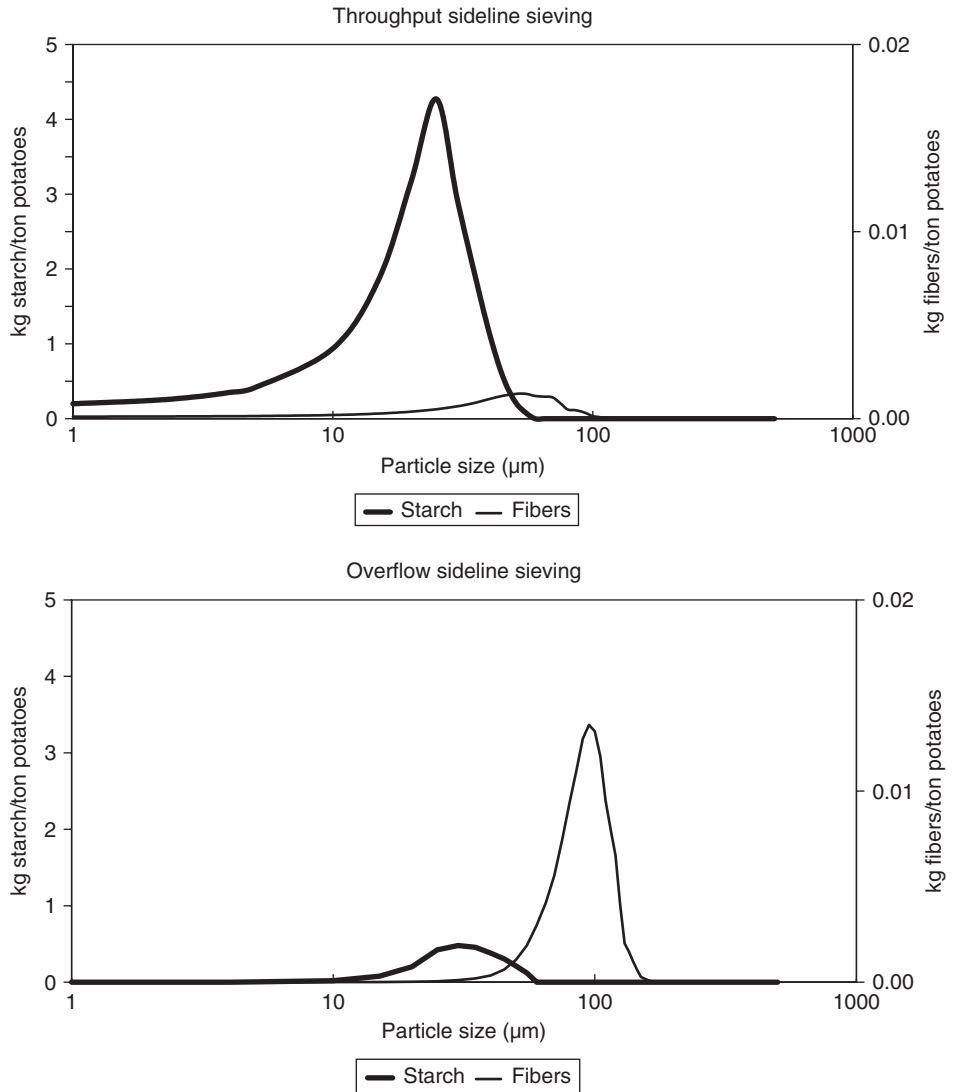 Throughput sideline sieving
5
4
3
2
1
0
kg starch/ton potatoes
0.02
0.01
0.00
kg fibers/ton potatoes
1 10 100 1000
Particle size (µm)
Starch Fibers
Overflow sideline sieving
5
4
3
2
1
0
kg starch/ton potatoes
0.02
0.01
0.00
kg fibers/ton potatoes
1 10 100 1000
Particle size (µm)
Starch Fibers